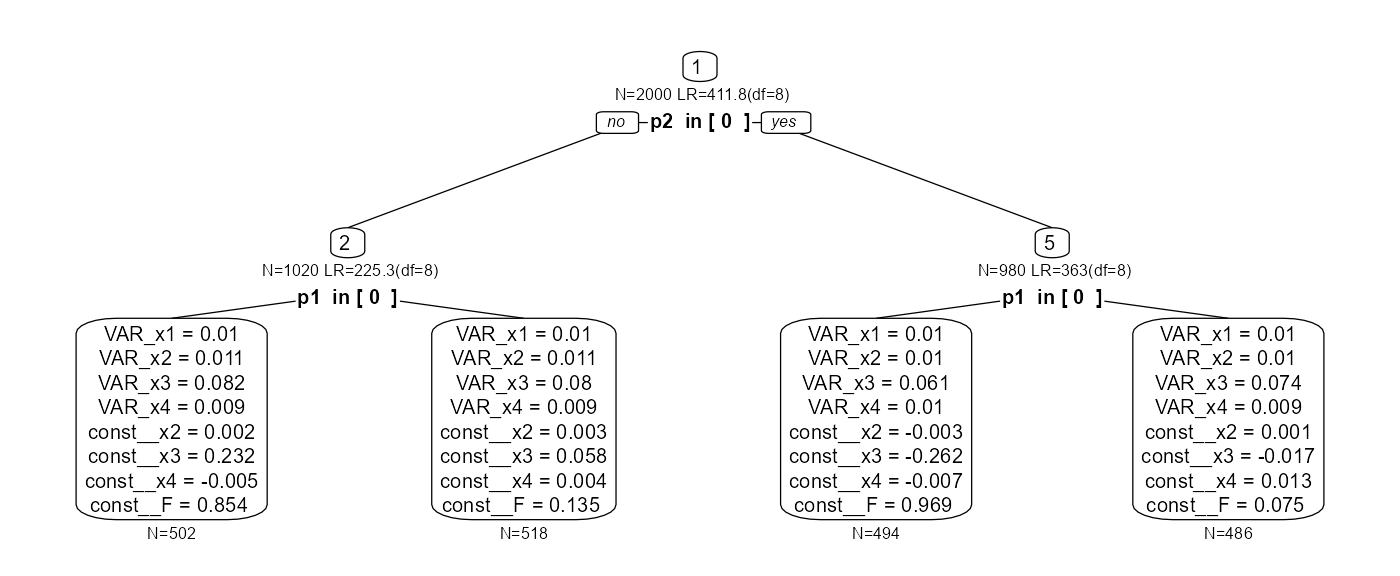 1
N=2000 LR=411.8(df=8)
no p2 in [ 0 ] yes
2
N=1020 LR=225.3(df=8)
p1 in [ 0 ]
5
N=980 LR=363(df=8)
p1 in [ 0 ]
VAR_x1 = 0.01
VAR_x2 = 0.011
VAR_x3 = 0.082
VAR_x4 = 0.009
const__x2 = 0.002
const__x3 = 0.232
const__x4 = -0.005
const__F = 0.854
N=502
VAR_x1 = 0.01
VAR_x2 = 0.011
VAR_x3 = 0.08
VAR_x4 = 0.009
const__x2 = 0.003
const__x3 = 0.058
const__x4 = 0.004
const__F = 0.135
N=518
VAR_x1 = 0.01
VAR_x2 = 0.01
VAR_x3 = 0.061
VAR_x4 = 0.01
const__x2 = -0.003
const__x3 = -0.262
const__x4 = -0.007
const__F = 0.969
N=494
VAR_x1 = 0.01
VAR_x2 = 0.01
VAR_x3 = 0.074
VAR_x4 = 0.009
const__x2 = 0.001
const__x3 = -0.017
const__x4 = 0.013
const__F = 0.075
N=486